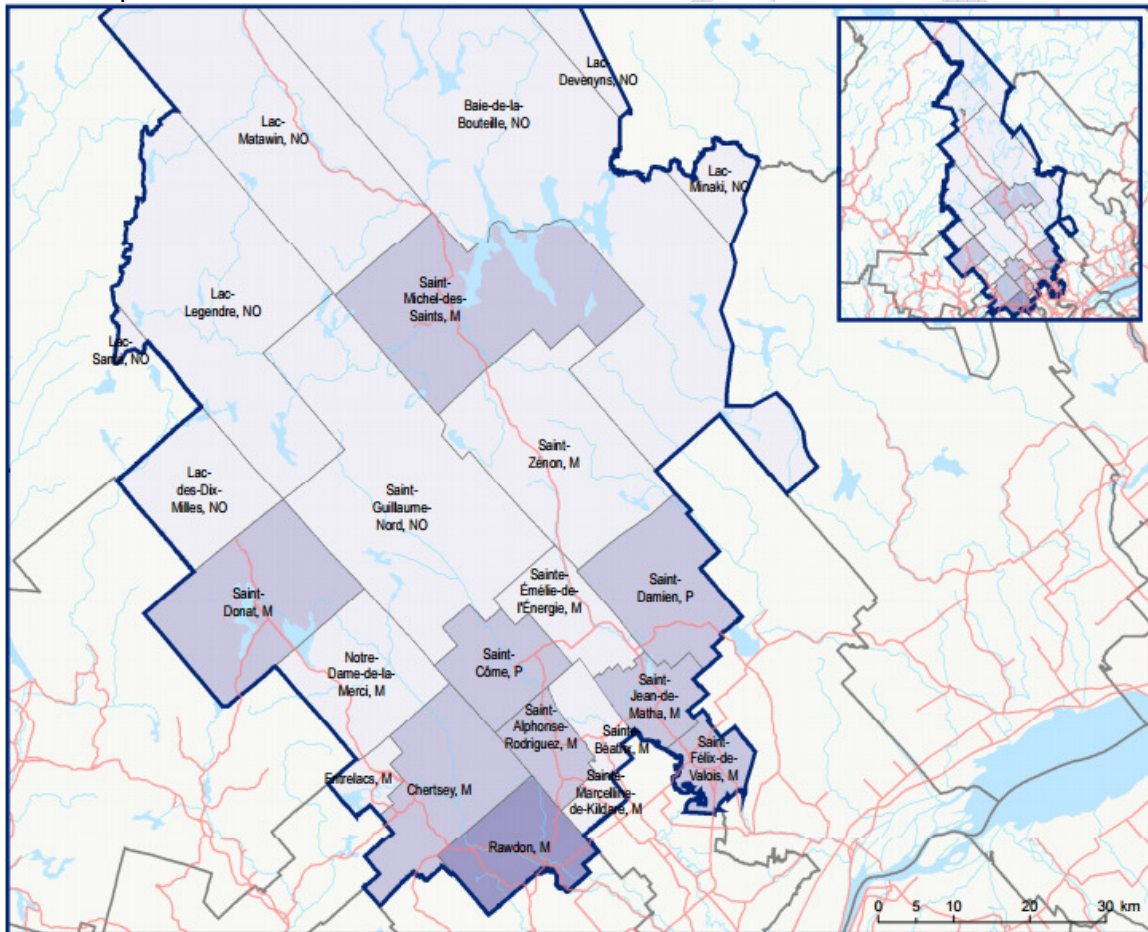 Lac-
Devenyns, NO
Baie-de-la-
Bouteille, NO
Lac-
Matawin, NO
Lac-
Minaki, NO
Saint-
Michel-des-
Saints, M
Lac-
Legendre, NO
Lac-
NO
Saint-
Zénon, M
Lac-
des-Dix-
Milles, NO
Saint-
Guillaume-
Nord, NO
Sainte-
Émélie-de-
l'Énergie, M
Saint-
Damien, P
Saint-
Donat, M
Saint-
Côme, P
Notre-
Dame-de-la-
Merci, M
Saint-
Jean-de-
Matha, M
Saint-
Alphonse-
Rodriguez, M
Sainte-
Béatrix, M
Saint-
Félix-de-
Valois, M
Entrelacs, M
Chertsey, M
Sainte-
Marcelline-
de-Kildare, M
Rawdon, M
0 5 10 20 30 km